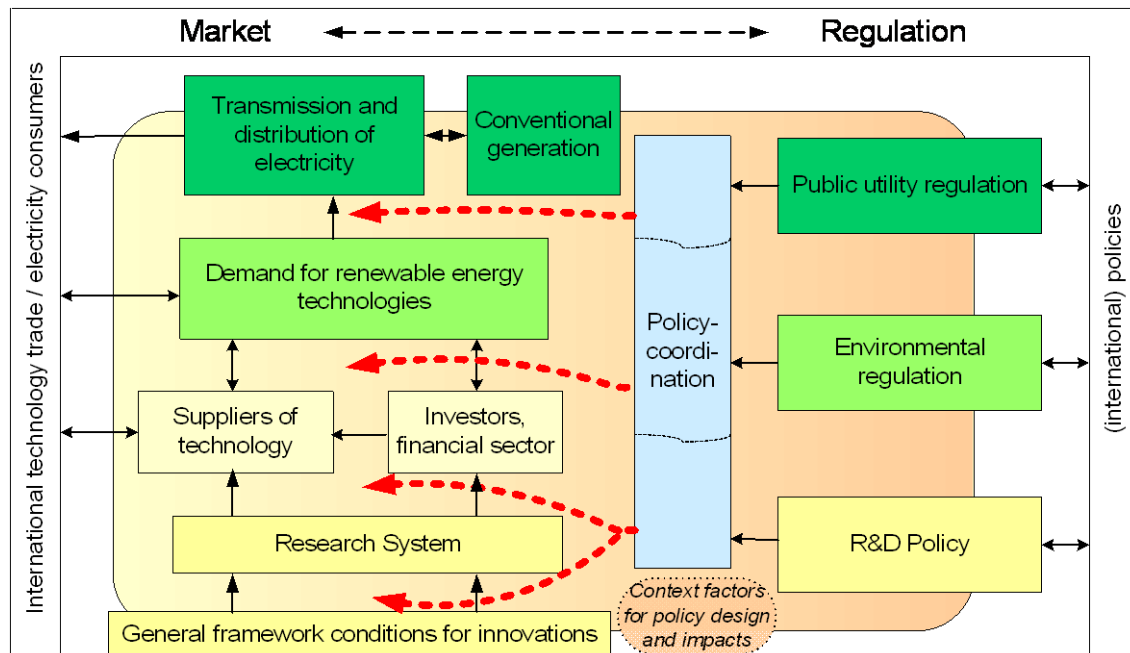 Market
Regulation
International technology trade / electricity consumers
Transmission and
distribution of
electricity
Conventional
generation
Public utility regulation
Demand for renewable energy
technologies
Policy-
coordi-
nation
Environmental
regulation
Suppliers of
technology
Investors,
financial sector
Research System
R&D Policy
General framework conditions for innovations
Context factors
for policy design
and impacts
(international) policies